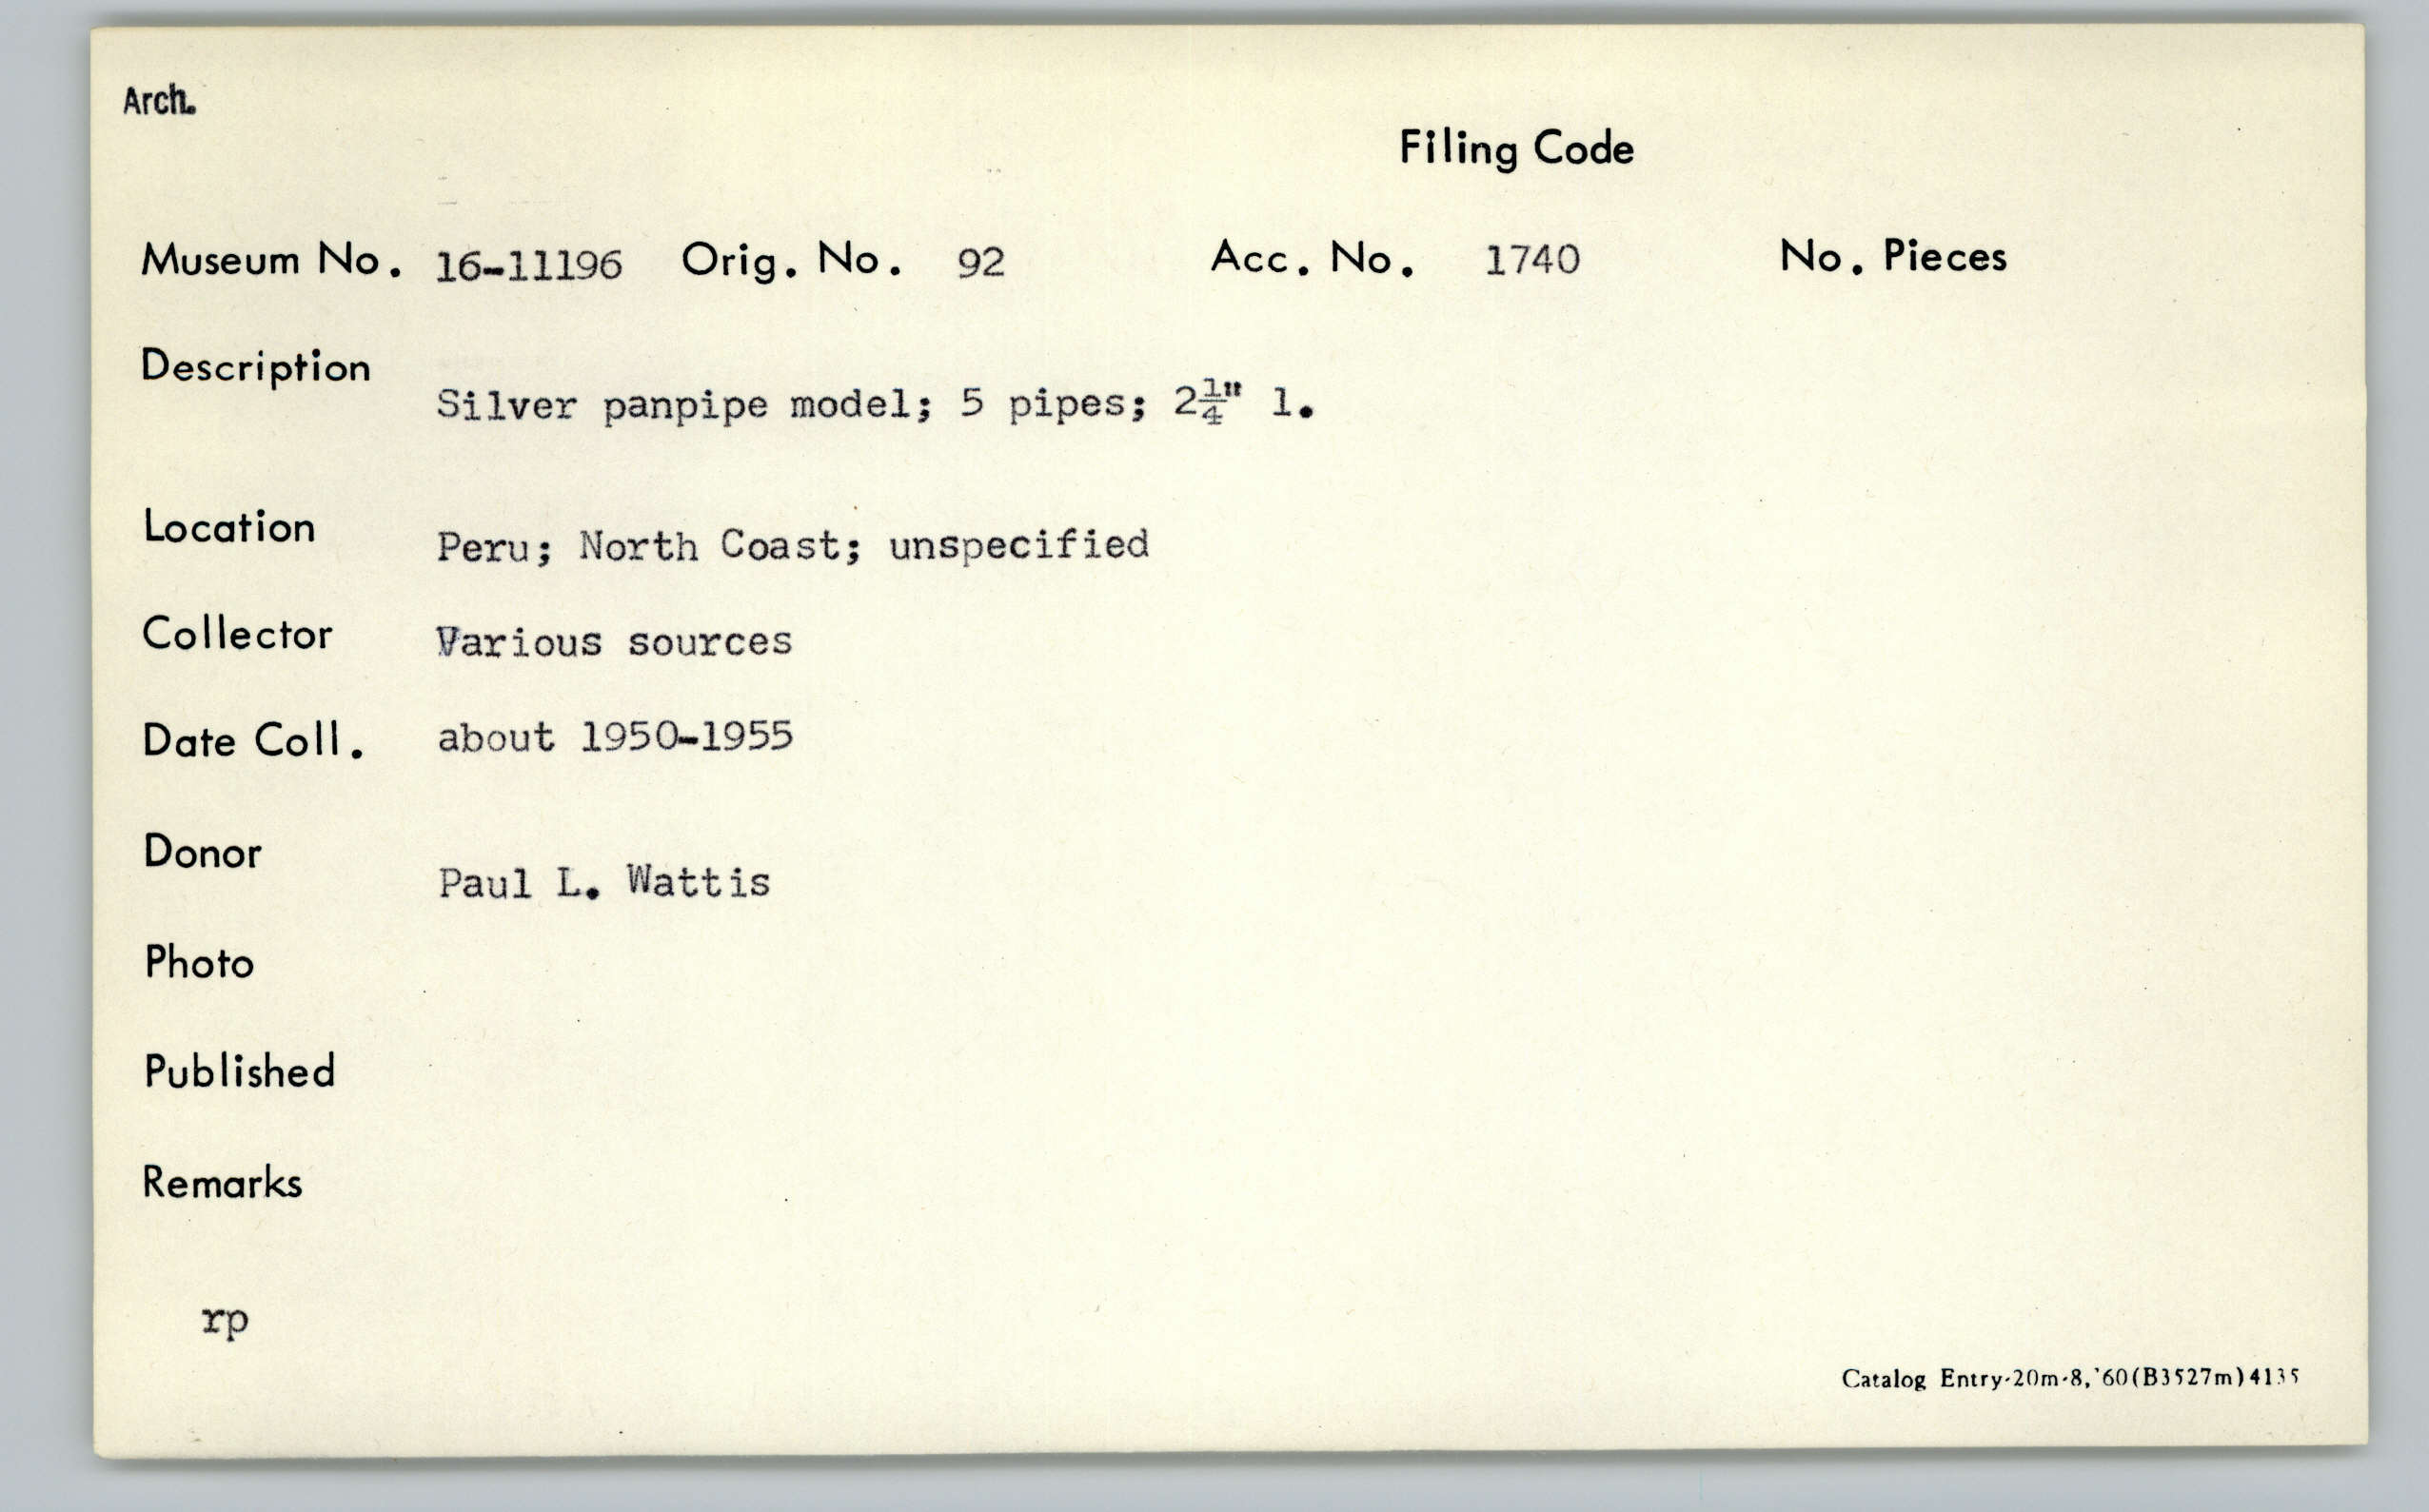 Arch.
Filing Code
Museum No. 16-11196 Orig. No. 92 Acc. No. 1740 No. Pieces
Description
Silver panpipe model; 5 pipes; 2¼" l.
Location
Peru; North Coast; unspecified
Collector Various sources
Date Coll. about 1950-1955
Donor
Paul L. Wattis
Photo
Published
Remarks
rp
Catalog Entry-20m-8,'60(B3527m)4135